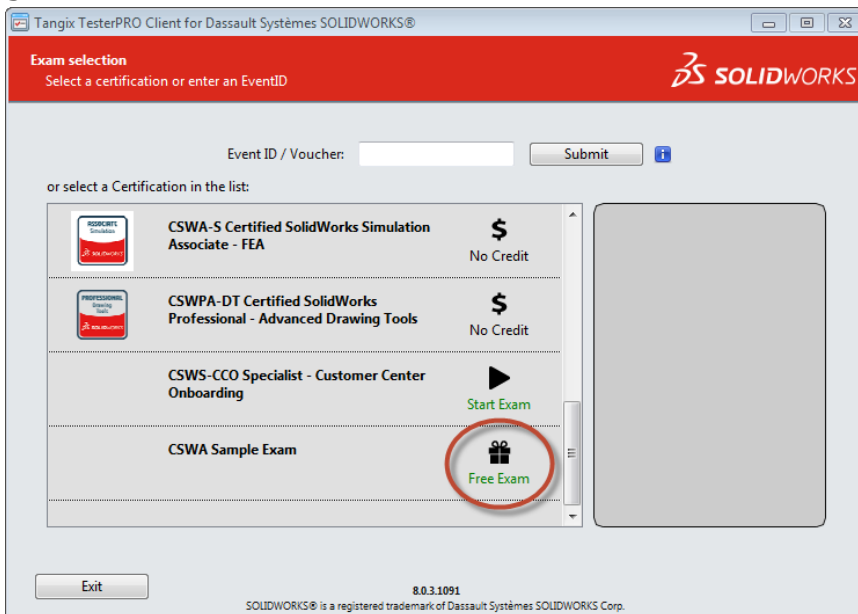 Tangix TesterPRO Client for Dassault Systèmes SOLIDWORKS®
Exam selection
Select a certification or enter an EventID
SOLIDWORKS
Event ID / Voucher:
Submit
i
or select a Certification in the list:
ASSOCIATE
Simulation
SOLIDWORKS
CSWA-S Certified SolidWorks Simulation
Associate - FEA
$
No Credit
PROFESSIONAL
Drawing
Tools
SOLIDWORKS
CSWPA-DT Certified SolidWorks
Professional - Advanced Drawing Tools
$
No Credit
CSWS-CCO Specialist - Customer Center
Onboarding
Start Exam
CSWA Sample Exam
Free Exam
Exit
8.0.3.1091
SOLIDWORKS® is a registered trademark of Dassault Systèmes SOLIDWORKS Corp.